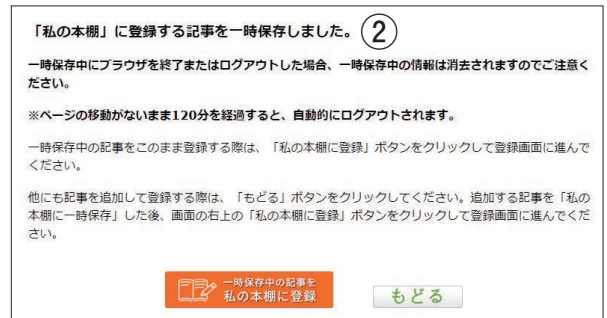 「私の本棚」に登録する記事を一時保存しました。②
一時保存中にブラウザを終了またはログアウトした場合、一時保存中の情報は消去されますのでご注意く
ださい。
※ページの移動がないまま120分を経過すると、自動的にログアウトされます。
一時保存中の記事をこのまま登録する際は、「私の本棚に登録」ボタンをクリックして登録画面に進んで
ください。
他にも記事を追加して登録する際は、「もどる」ボタンをクリックしてください。追加する記事を「私の
本棚に一時保存」した後、画面の右上の「私の本棚に登録」ボタンをクリックして登録画面に進んでくだ
さい。
一時保存中の記事を
私の本棚に登録
もどる